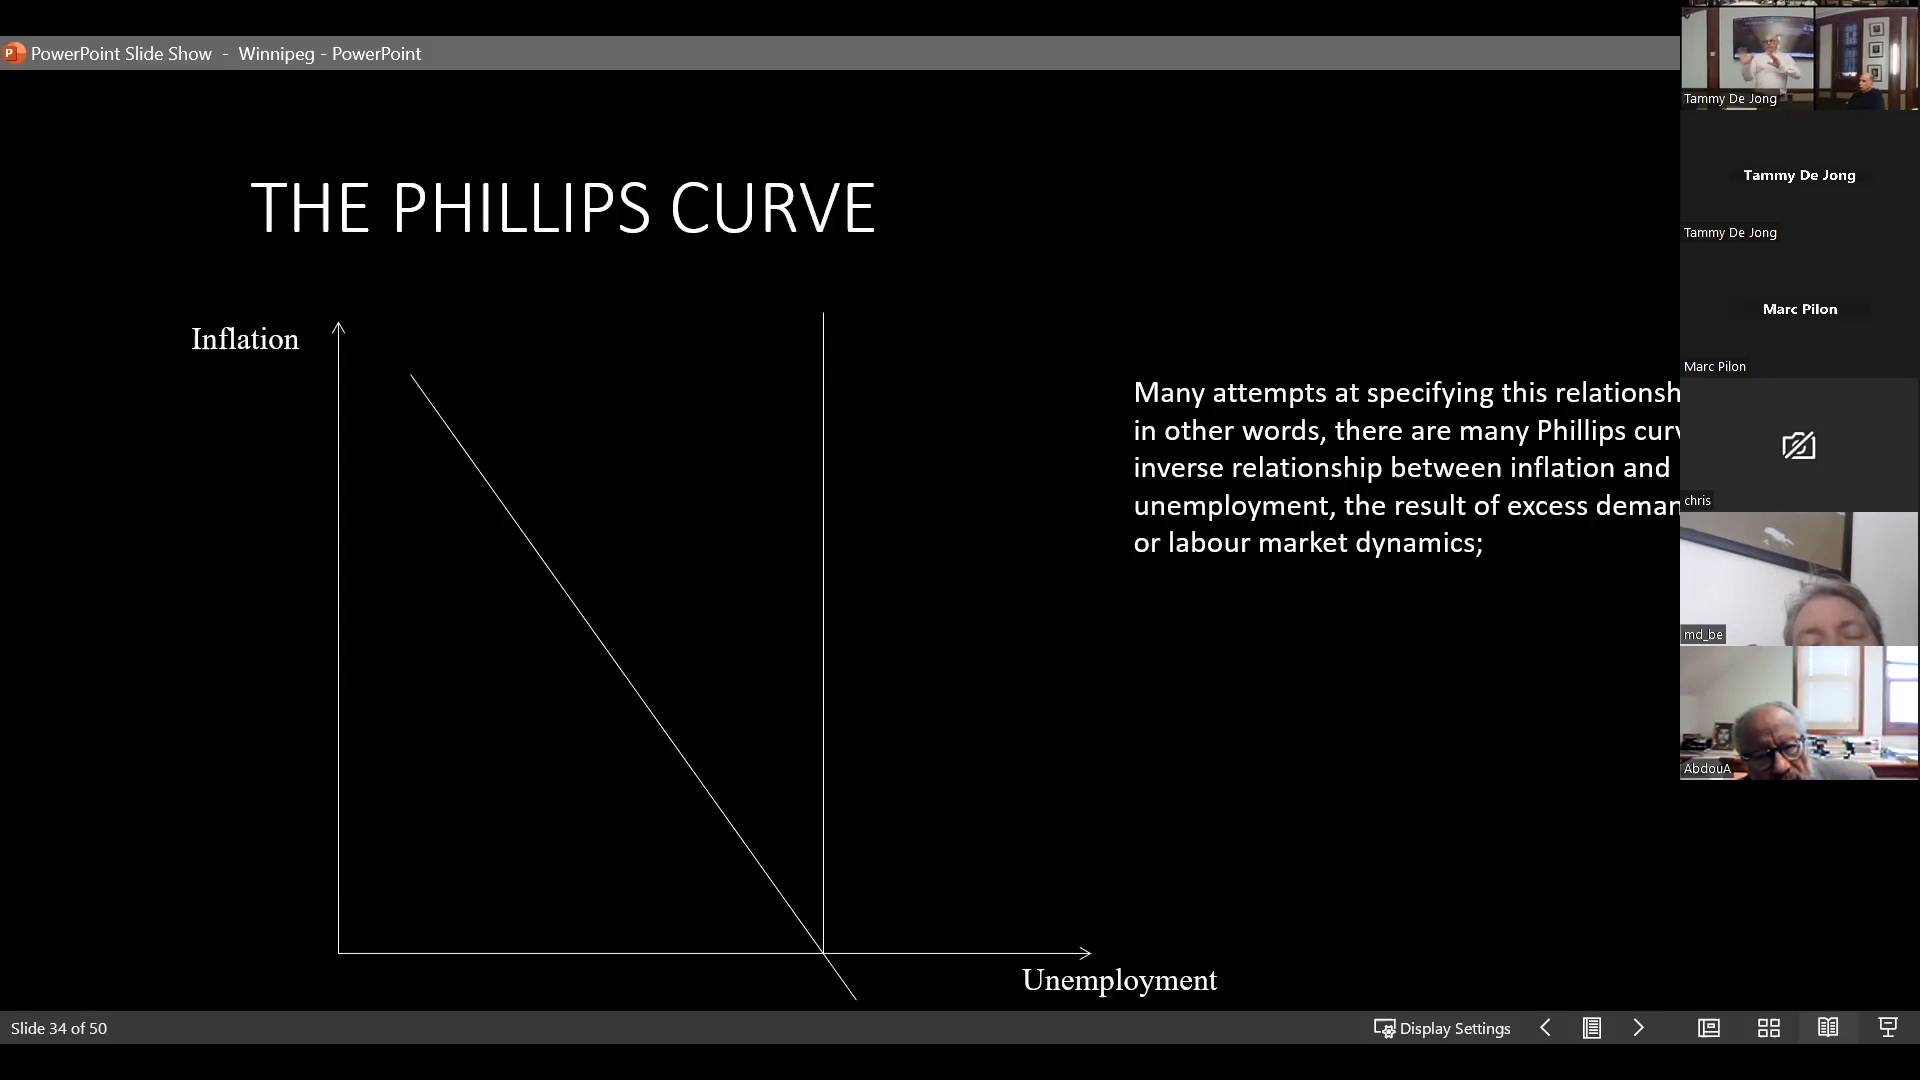 PowerPoint Slide Show - Winnipeg - PowerPoint
THE PHILLIPS CURVE
Inflation
Many attempts at specifying this
in other words, there are many Phillips
inverse relationship between inflation and
unemployment, the result of excess
or labour market dynamics;
Unemployment
Slide 34 of 50
Display Settings
Tammy De Jong
Tammy De Jong
Tammy De Jong
Marc Pilon
Marc Pilon
chris
md_be
AbdouA